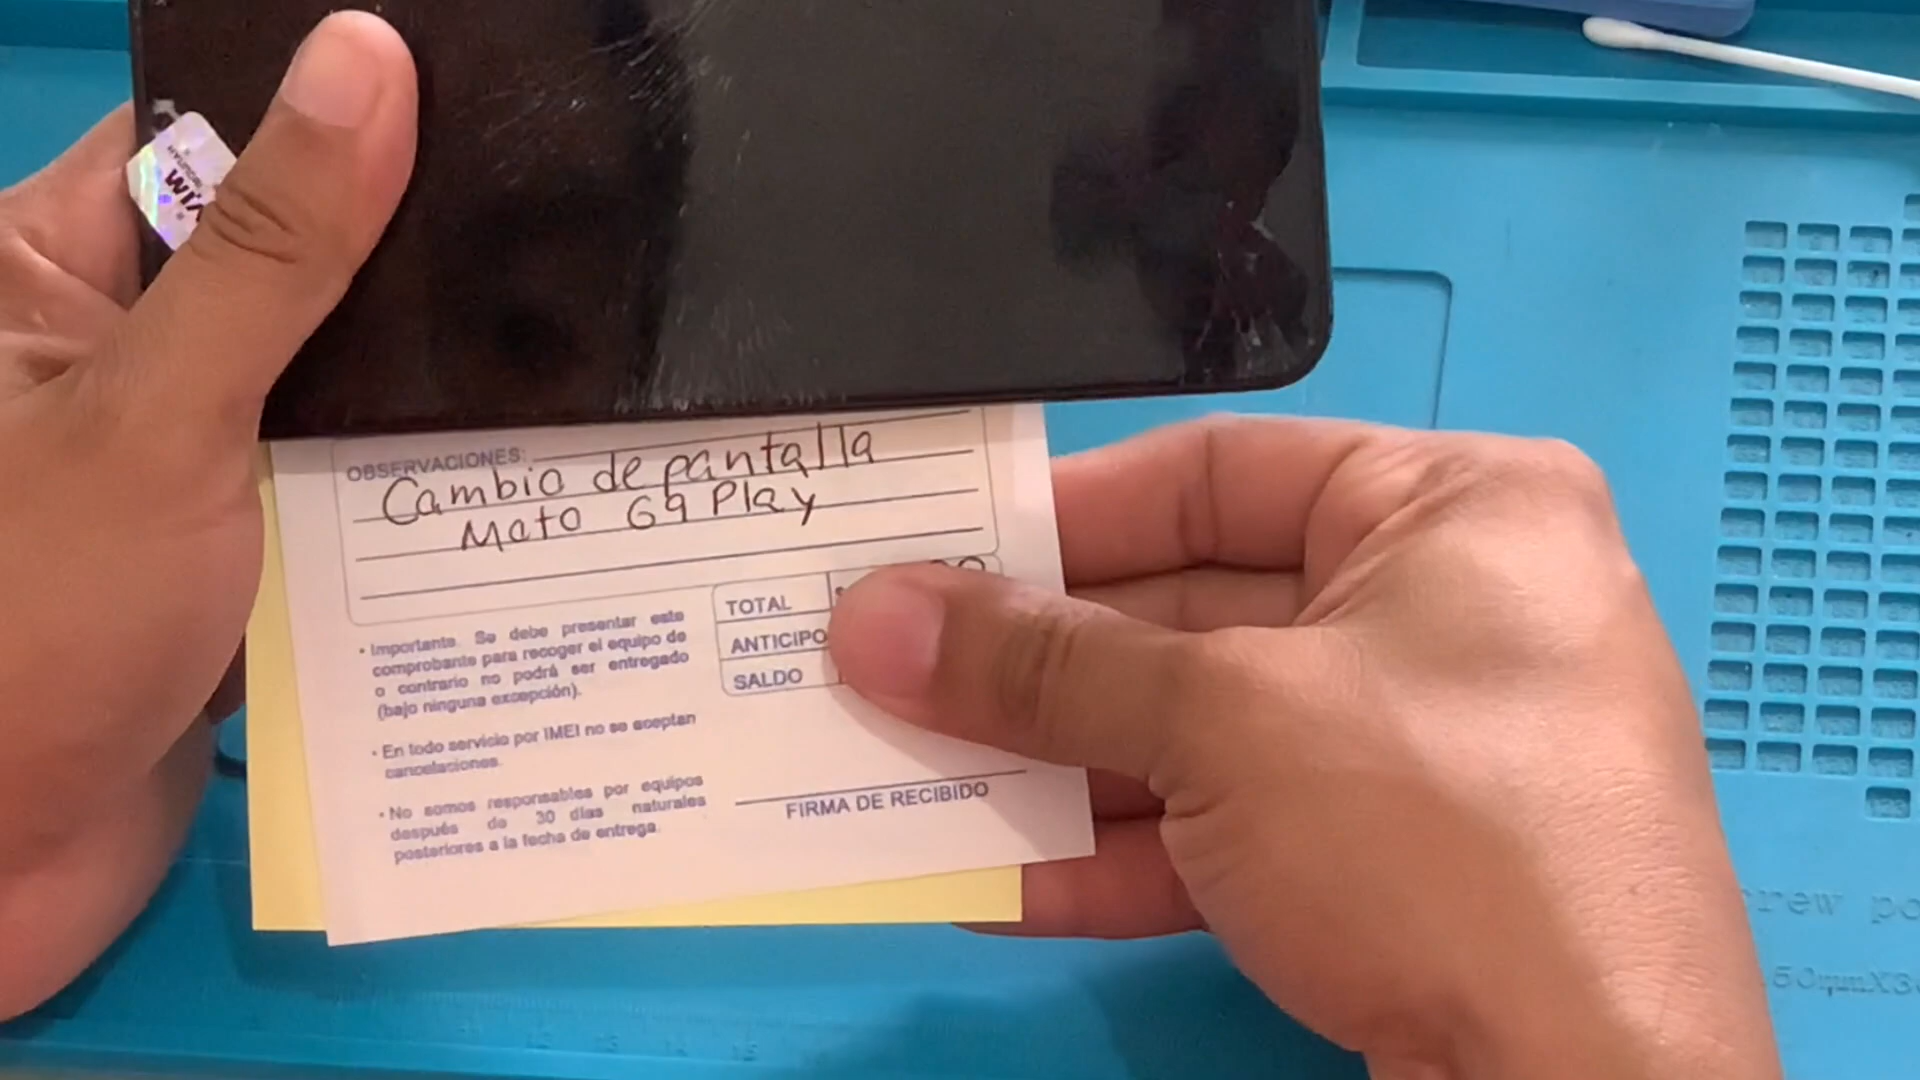 HYUNDAI
WIA
OBSERVACIONES:
Cambio de pantalla
Moto G9 Play
TOTAL
ANTICIPO
SALDO
• Importante. Se debe presentar este
comprobante para recoger el equipo de
o contrario no podrá ser entregado
(bajo ninguna excepción).
• En todo servicio por IMEI no se aceptan
cancelaciones.
• No somos responsables por equipos
después de 30 días naturales
posteriores a la fecha de entrega.
FIRMA DE RECIBIDO